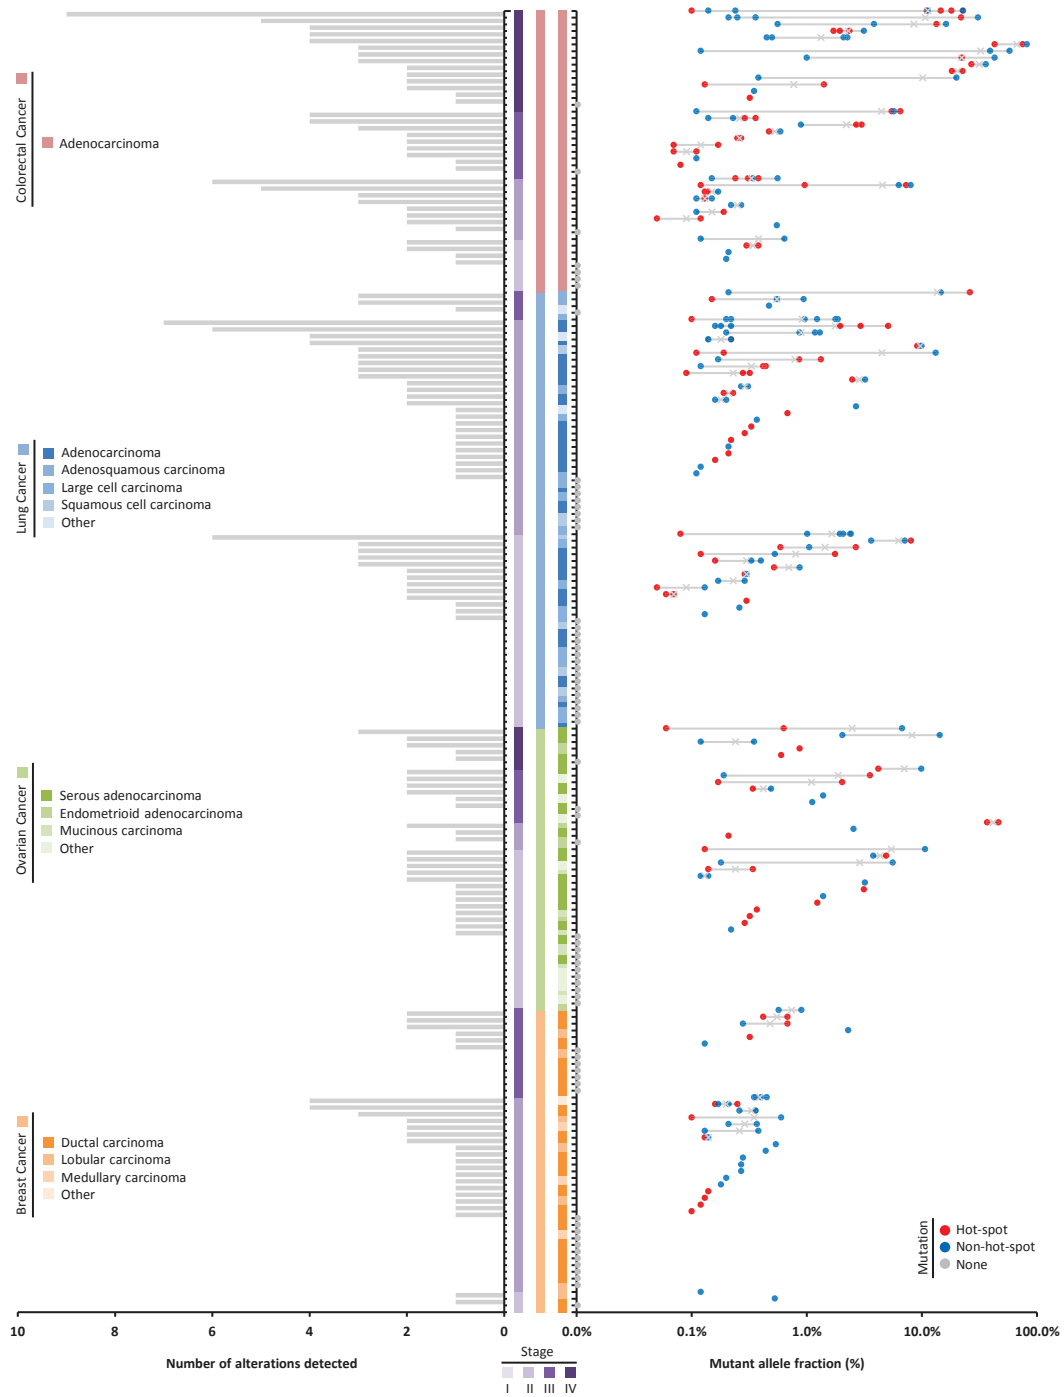 Colorectal Cancer
Adenocarcinoma
Lung Cancer
Adenocarcinoma
Adenosquamous carcinoma
Large cell carcinoma
Squamous cell carcinoma
Other
Ovarian Cancer
Serous adenocarcinoma
Endometrioid adenocarcinoma
Mucinous carcinoma
Other
Breast Cancer
Ductal carcinoma
Lobular carcinoma
Medullary carcinoma
Other
Mutation
Hot-spot
Non-hot-spot
None
10 8 6 4 2 0 0.0% 0.1% 1.0% 10.0% 100.0%
Number of alterations detected
Stage
I II III IV
Mutant allele fraction (%)